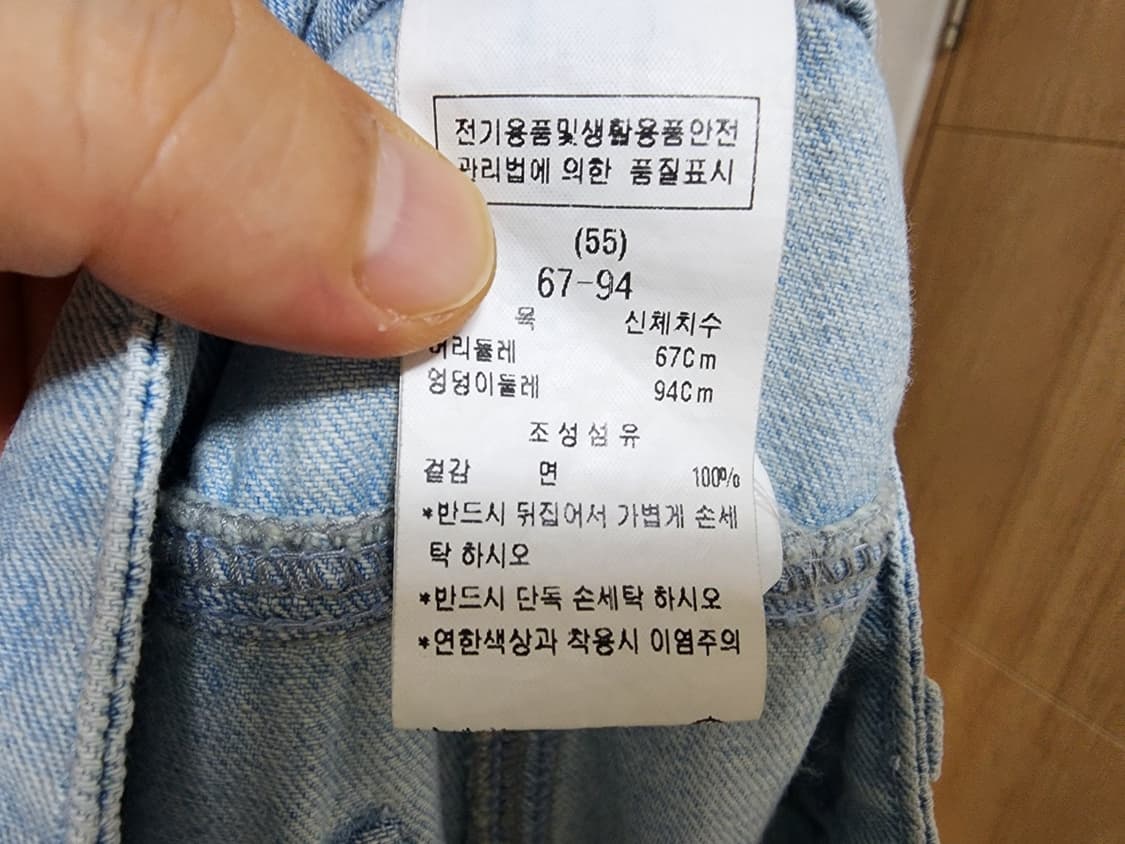 전기용품및생활용품안전
관리법에 의한 품질표시
(55)
67-94
목 신체치수
허리둘레 67Cm
엉덩이둘레 94Cm
조성섬유
겉감 면 100%
*반드시 뒤집어서 가볍게 손세
탁 하시오
*반드시 단독 손세탁 하시오
*연한색상과 착용시 이염주의